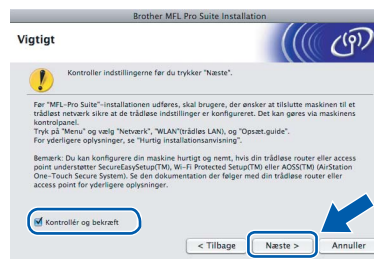 Brother MFL Pro Suite Installation
Vigtigt
Kontroller indstillingerne før du trykker "Næste".
Før "MFL-Pro Suite"-installationen udføres, skal brugere, der ønsker at tilslutte maskinen til et
trådløst netværk sikre at de trådløse indstillinger er konfigureret. Det kan gøres via maskinens
kontrolpanel.
Tryk på "Menu" og vælg "Netværk", "WLAN"(trådløs LAN), og "Opsæt.guide".
For yderligere oplysninger, se "Hurtig installationsanvisning".
Bemærk: Du kan konfigurere din maskine hurtigt og nemt, hvis din trådløse router eller access
point understøtter SecureEasySetup(TM), Wi-Fi Protected Setup(TM) eller AOSS(TM) (AirStation
One-Touch Secure System). Se den dokumentation der følger med din trådløse router eller
access point for yderligere oplysninger.
Kontrollér og bekræft
< Tilbage
Næste >
Annuller